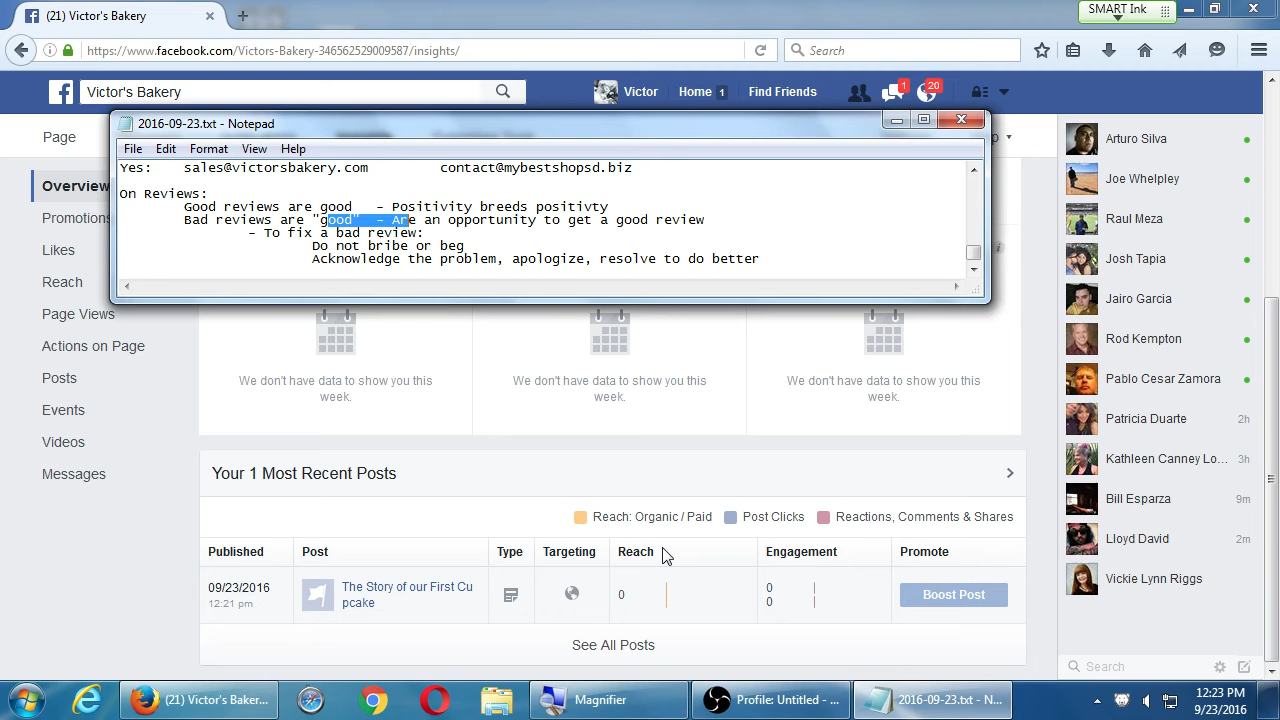 (21) Victor's Bakery
SMART Ink
https://www.facebook.com/Victors-Bakery-346562529009587/insights/
Search
Victor's Bakery
Victor
Home 1
Find Friends
1
20
Page
2016-09-23.txt - Notepad
File Edit Format View Help
Yes: sales@victorsbakery.com contact@mybestshopsd.biz
On Reviews:
Good reviews are good - Positivity breeds positivty
Bad reviews are "good" - Are an opportunity to get a good review
- To fix a bad review:
Do not bribe or beg
Acknowledge the problem, apologize, resolve to do better
Overview
Promotions
Likes
Reach
Page Views
Actions on Page
Posts
Events
Videos
Messages
We don't have data to show you this
week.
We don't have data to show you this
week.
We don't have data to show you this
week.
Your 1 Most Recent Posts
Reach: Organic / Paid
Post Clicks
Reactions, Comments & Shares
Published Post Type Targeting Reach Engagement Promote
09/23/2016
12:21 pm
The Story of our First Cu
pcake
0
0
0
Boost Post
See All Posts
Arturo Silva
Joe Whelpley
Raul Meza
Josh Tapia
Jairo Garcia
Rod Kempton
Pablo Cesar Zamora
Patricia Duarte 2h
Kathleen Canney Lo... 3h
Bill Esparza 9m
Lloyd David 2m
Vickie Lynn Riggs
Search
(21) Victor's Baker...
Magnifier
Profile: Untitled - ...
2016-09-23.txt - N...
12:23 PM
9/23/2016